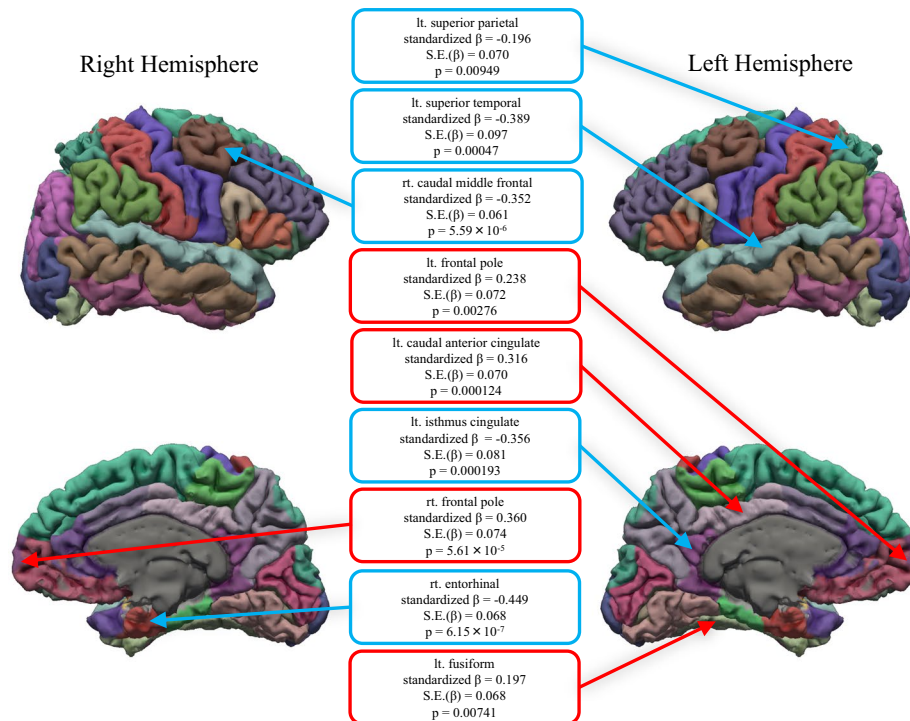 Right Hemisphere
Left Hemisphere
lt. superior parietal
standardized β = -0.196
S.E.(β) = 0.070
p = 0.00949
lt. superior temporal
standardized β = -0.389
S.E.(β) = 0.097
p = 0.00047
rt. caudal middle frontal
standardized β = -0.352
S.E.(β) = 0.061
p = 5.59 × 10⁻⁶
lt. frontal pole
standardized β = 0.238
S.E.(β) = 0.072
p = 0.00276
lt. caudal anterior cingulate
standardized β = 0.316
S.E.(β) = 0.070
p = 0.000124
lt. isthmus cingulate
standardized β = -0.356
S.E.(β) = 0.081
p = 0.000193
rt. frontal pole
standardized β = 0.360
S.E.(β) = 0.074
p = 5.61 × 10⁻⁵
rt. entorhinal
standardized β = -0.449
S.E.(β) = 0.068
p = 6.15 × 10⁻⁷
lt. fusiform
standardized β = 0.197
S.E.(β) = 0.068
p = 0.00741